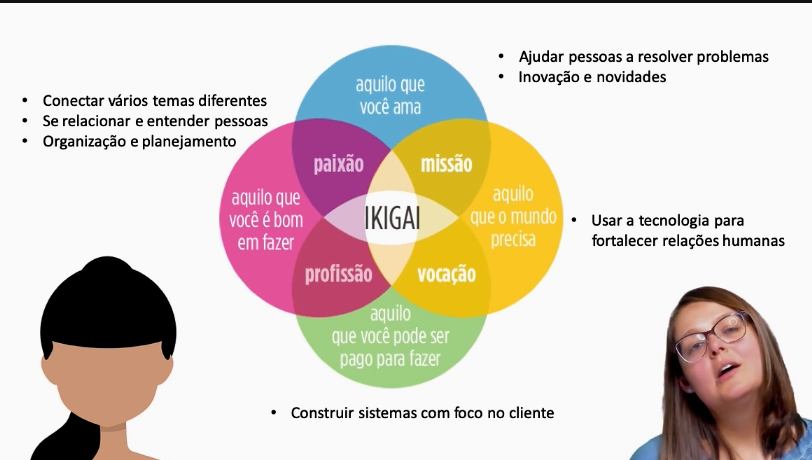 • Ajudar pessoas a resolver problemas
• Inovação e novidades
• Conectar vários temas diferentes
• Se relacionar e entender pessoas
• Organização e planejamento
aquilo que
você ama
paixão
missão
aquilo que
você é bom
em fazer
IKIGAI
aquilo
que o mundo
precisa
• Usar a tecnologia para
fortalecer relações humanas
profissão
vocação
aquilo
que você pode ser
pago para fazer
• Construir sistemas com foco no cliente